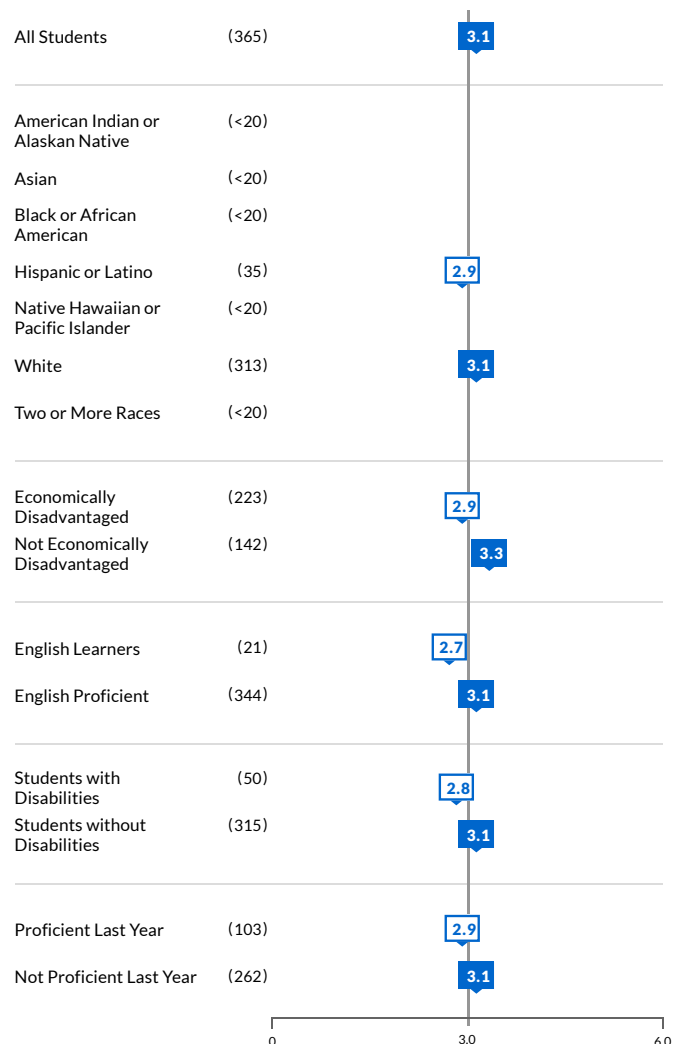 All Students (365) 3.1
American Indian or (<20)
Alaskan Native
Asian (<20)
Black or African (<20)
American
Hispanic or Latino (35) 2.9
Native Hawaiian or (<20)
Pacific Islander
White (313) 3.1
Two or More Races (<20)
Economically (223) 2.9
Disadvantaged
Not Economically (142) 3.3
Disadvantaged
English Learners (21) 2.7
English Proficient (344) 3.1
Students with (50) 2.8
Disabilities
Students without (315) 3.1
Disabilities
Proficient Last Year (103) 2.9
Not Proficient Last Year (262) 3.1
0 3.0 6.0